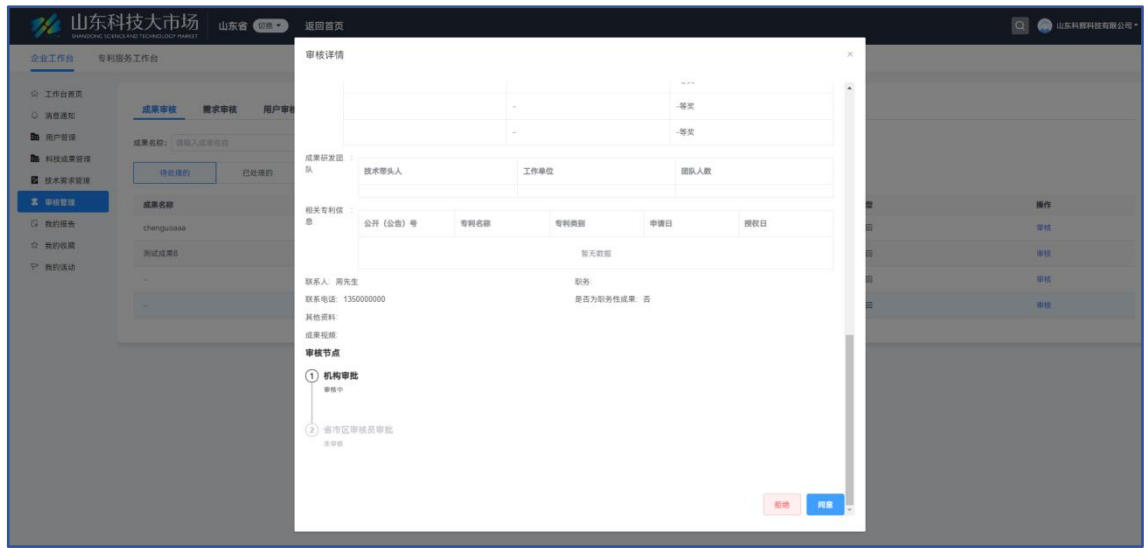 山东科技大市场
SHANDONG SCIENCE AND TECHNOLOGY MARKET
山东省 切换 返回首页
山东科辉科技有限公司
企业工作台 专利服务工作台
工作台首页
消息通知
用户管理
科技成果管理
技术需求管理
审核管理
我的报告
我的收藏
我的活动
成果审核 需求审核 用户审核
成果名称: 请输入成果名称
待处理的 已处理的
成果名称 操作
chengusaaa 审核
测试成果8 审核
- 审核
- 审核
审核详情 ×
- -等奖
- -等奖
成果研发团队 :
技术带头人 工作单位 团队人数
相关专利信息 :
公开（公告）号 专利名称 专利类别 申请日 授权日
暂无数据
联系人: 周先生 职务:
联系电话: 1350000000 是否为职务性成果: 否
其他资料:
成果视频:
审核节点
1 机构审批
审核中
2 省市区审核员审批
未审核
拒绝 同意